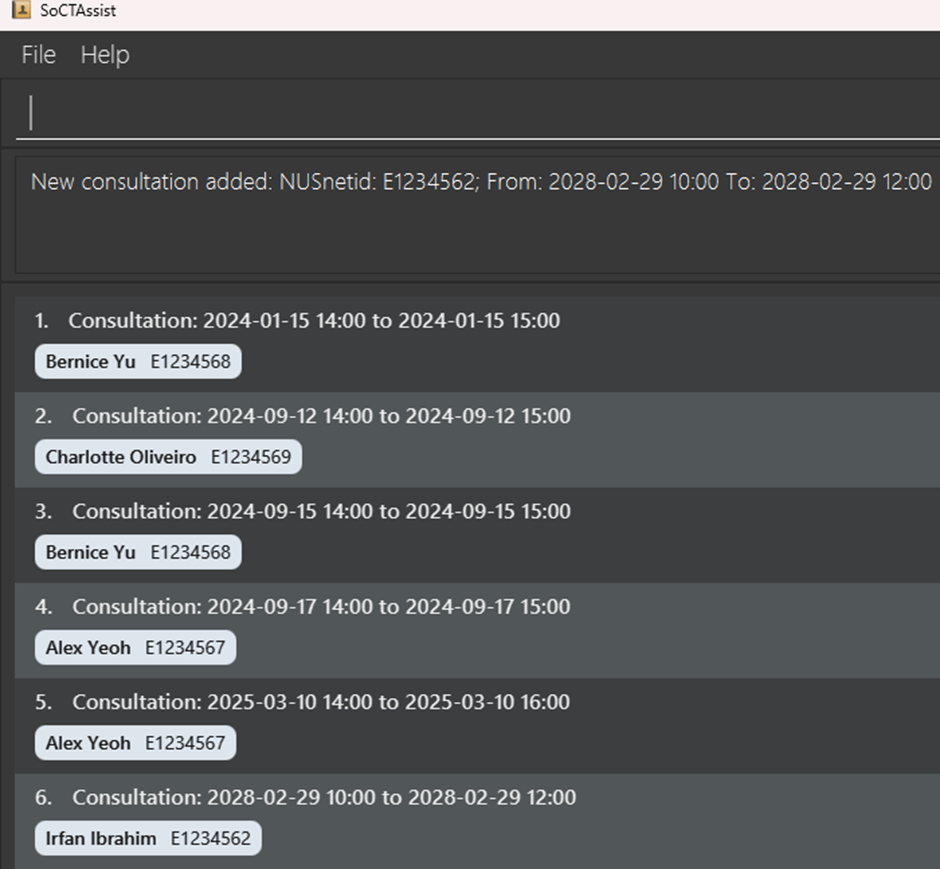 SoCTAssist
File Help
New consultation added: NUSnetid: E1234562; From: 2028-02-29 10:00 To: 2028-02-29 12:00
1. Consultation: 2024-01-15 14:00 to 2024-01-15 15:00
Bernice Yu E1234568
2. Consultation: 2024-09-12 14:00 to 2024-09-12 15:00
Charlotte Oliveiro E1234569
3. Consultation: 2024-09-15 14:00 to 2024-09-15 15:00
Bernice Yu E1234568
4. Consultation: 2024-09-17 14:00 to 2024-09-17 15:00
Alex Yeoh E1234567
5. Consultation: 2025-03-10 14:00 to 2025-03-10 16:00
Alex Yeoh E1234567
6. Consultation: 2028-02-29 10:00 to 2028-02-29 12:00
Irfan Ibrahim E1234562